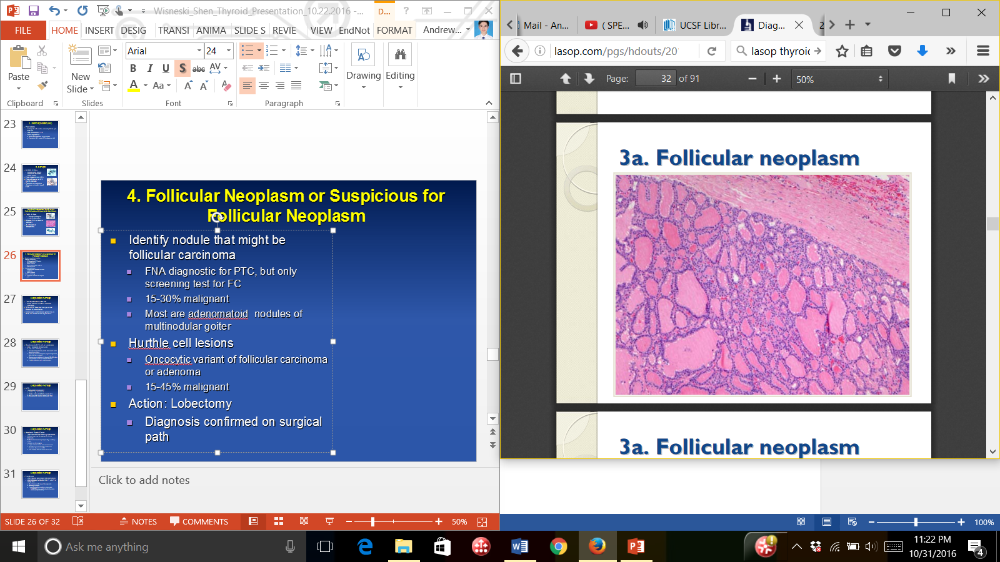 Wisneski_Shen_Thyroid_Presentation_10.22.2016 -...
D...
?
FILE
HOME
INSERT
DESIG
TRANSI
ANIMA
SLIDE S
REVIE
VIEW
EndNot
FORMAT
Andrew...
Paste
New
Slide
Arial
24
B
I
U
S
abc
AV
A
Aa
A
A
Drawing
Editing
Clipboard
Slides
Font
Paragraph
23
24
25
26
27
28
29
30
31
4. Follicular Neoplasm or Suspicious for
Follicular Neoplasm
Identify nodule that might be
follicular carcinoma
FNA diagnostic for PTC, but only
screening test for FC
15-30% malignant
Most are adenomatoid nodules of
multinodular goiter
Hurthle cell lesions
Oncocytic variant of follicular carcinoma
or adenoma
15-45% malignant
Action: Lobectomy
Diagnosis confirmed on surgical
path
Click to add notes
SLIDE 26 OF 32
NOTES
COMMENTS
50%
Mail - An...
( SPE...
UCSF Libr...
Diag...
2
lasop.com/pgs/hdouts/20
lasop thyroid
Page:
32
of 91
50%
3a. Follicular neoplasm
3a. Follicular neoplasm
100%
Ask me anything
11:22 PM
10/31/2016
4